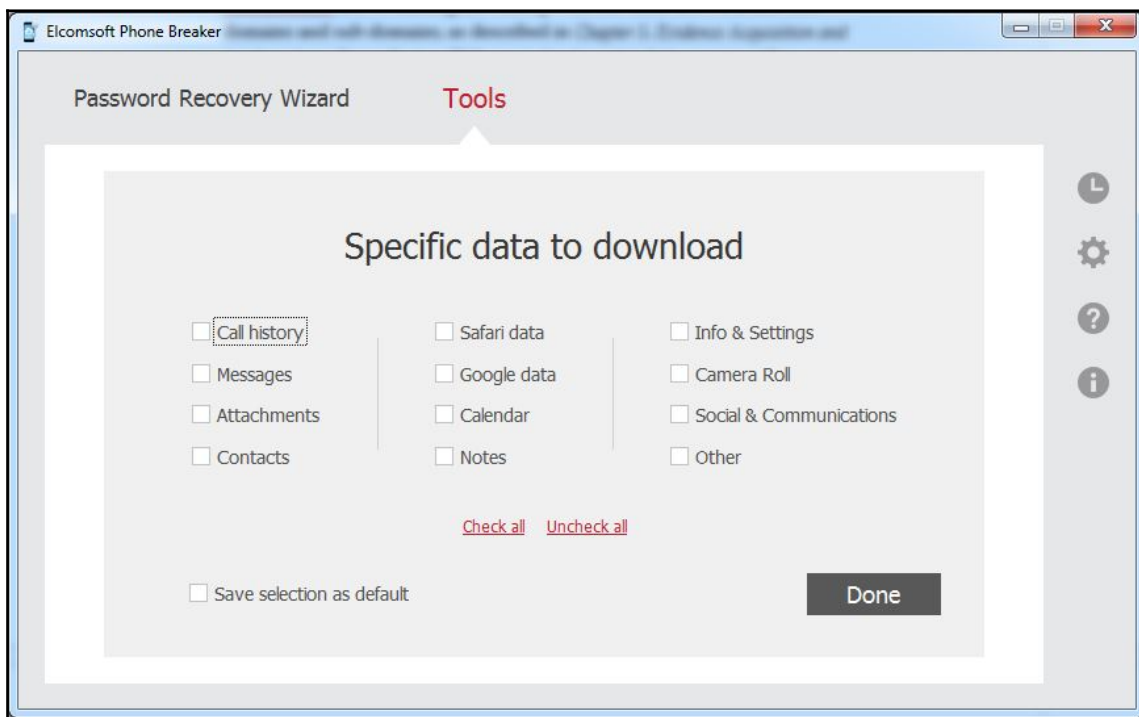 Elcomsoft Phone Breaker
Password Recovery Wizard
Tools
Specific data to download
Call history
Messages
Attachments
Contacts
Safari data
Google data
Calendar
Notes
Info & Settings
Camera Roll
Social & Communications
Other
Check all Uncheck all
Save selection as default
Done